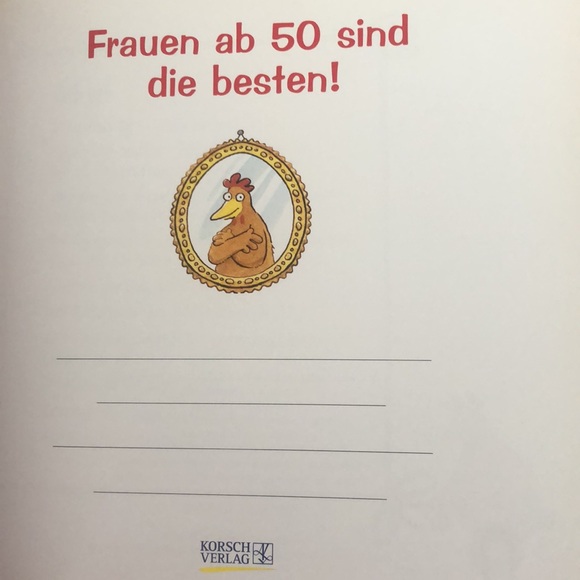 Frauen ab 50 sind
die besten!
KORSCH
VERLAG